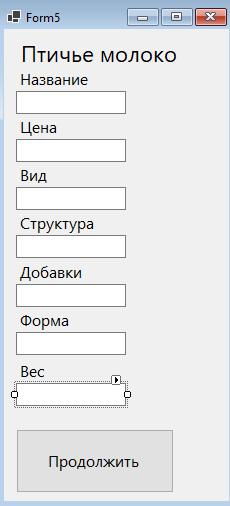 Form5
Птичье молоко
Название
Цена
Вид
Структура
Добавки
Форма
Вес
Продолжить